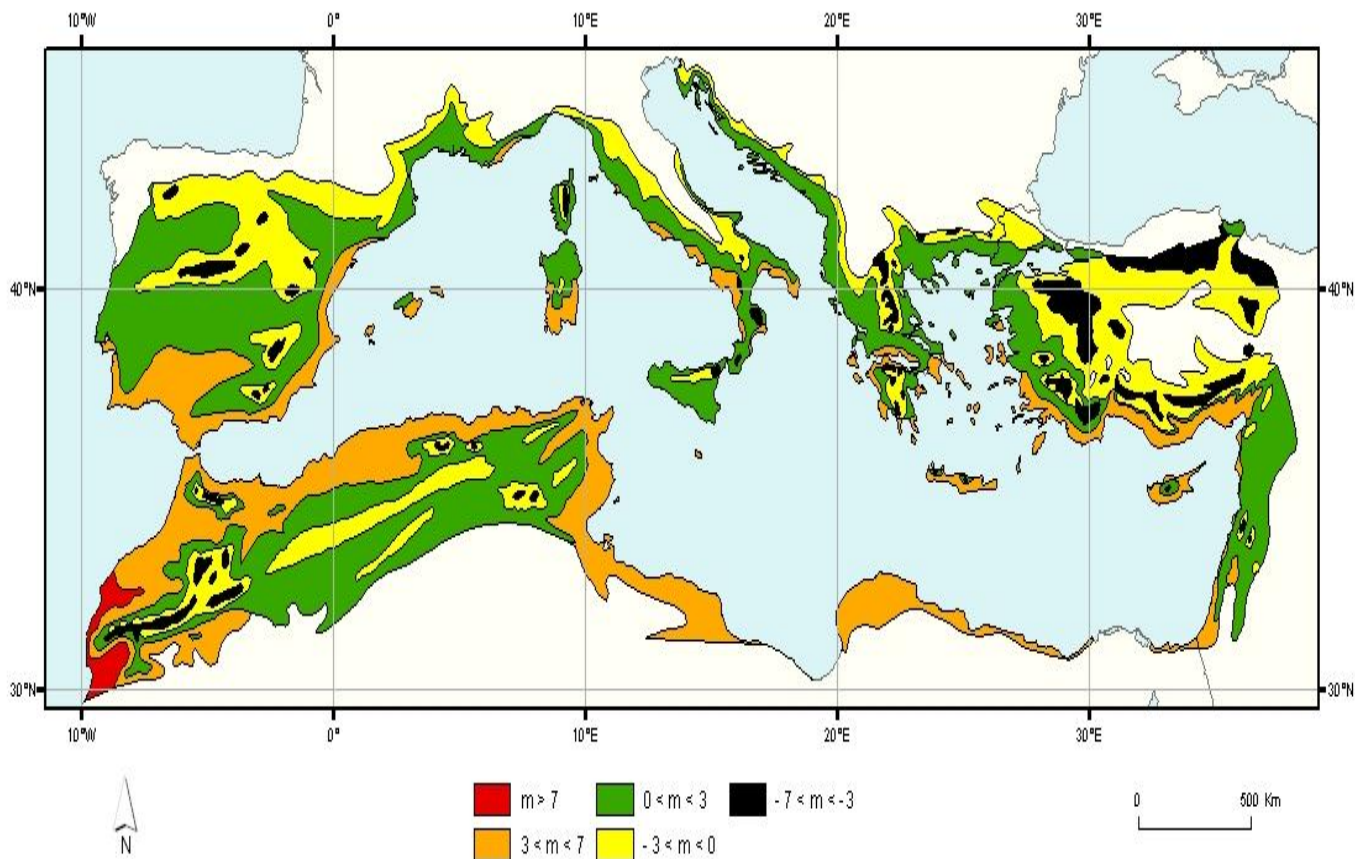 10°W 0° 10°E 20°E 30°E
40°N 40°N
30°N 30°N
10°W 0° 10°E 20°E 30°E
m > 7 0 < m < 3 - 7 < m < -3
3 < m < 7 - 3 < m < 0
0 500 Km
N